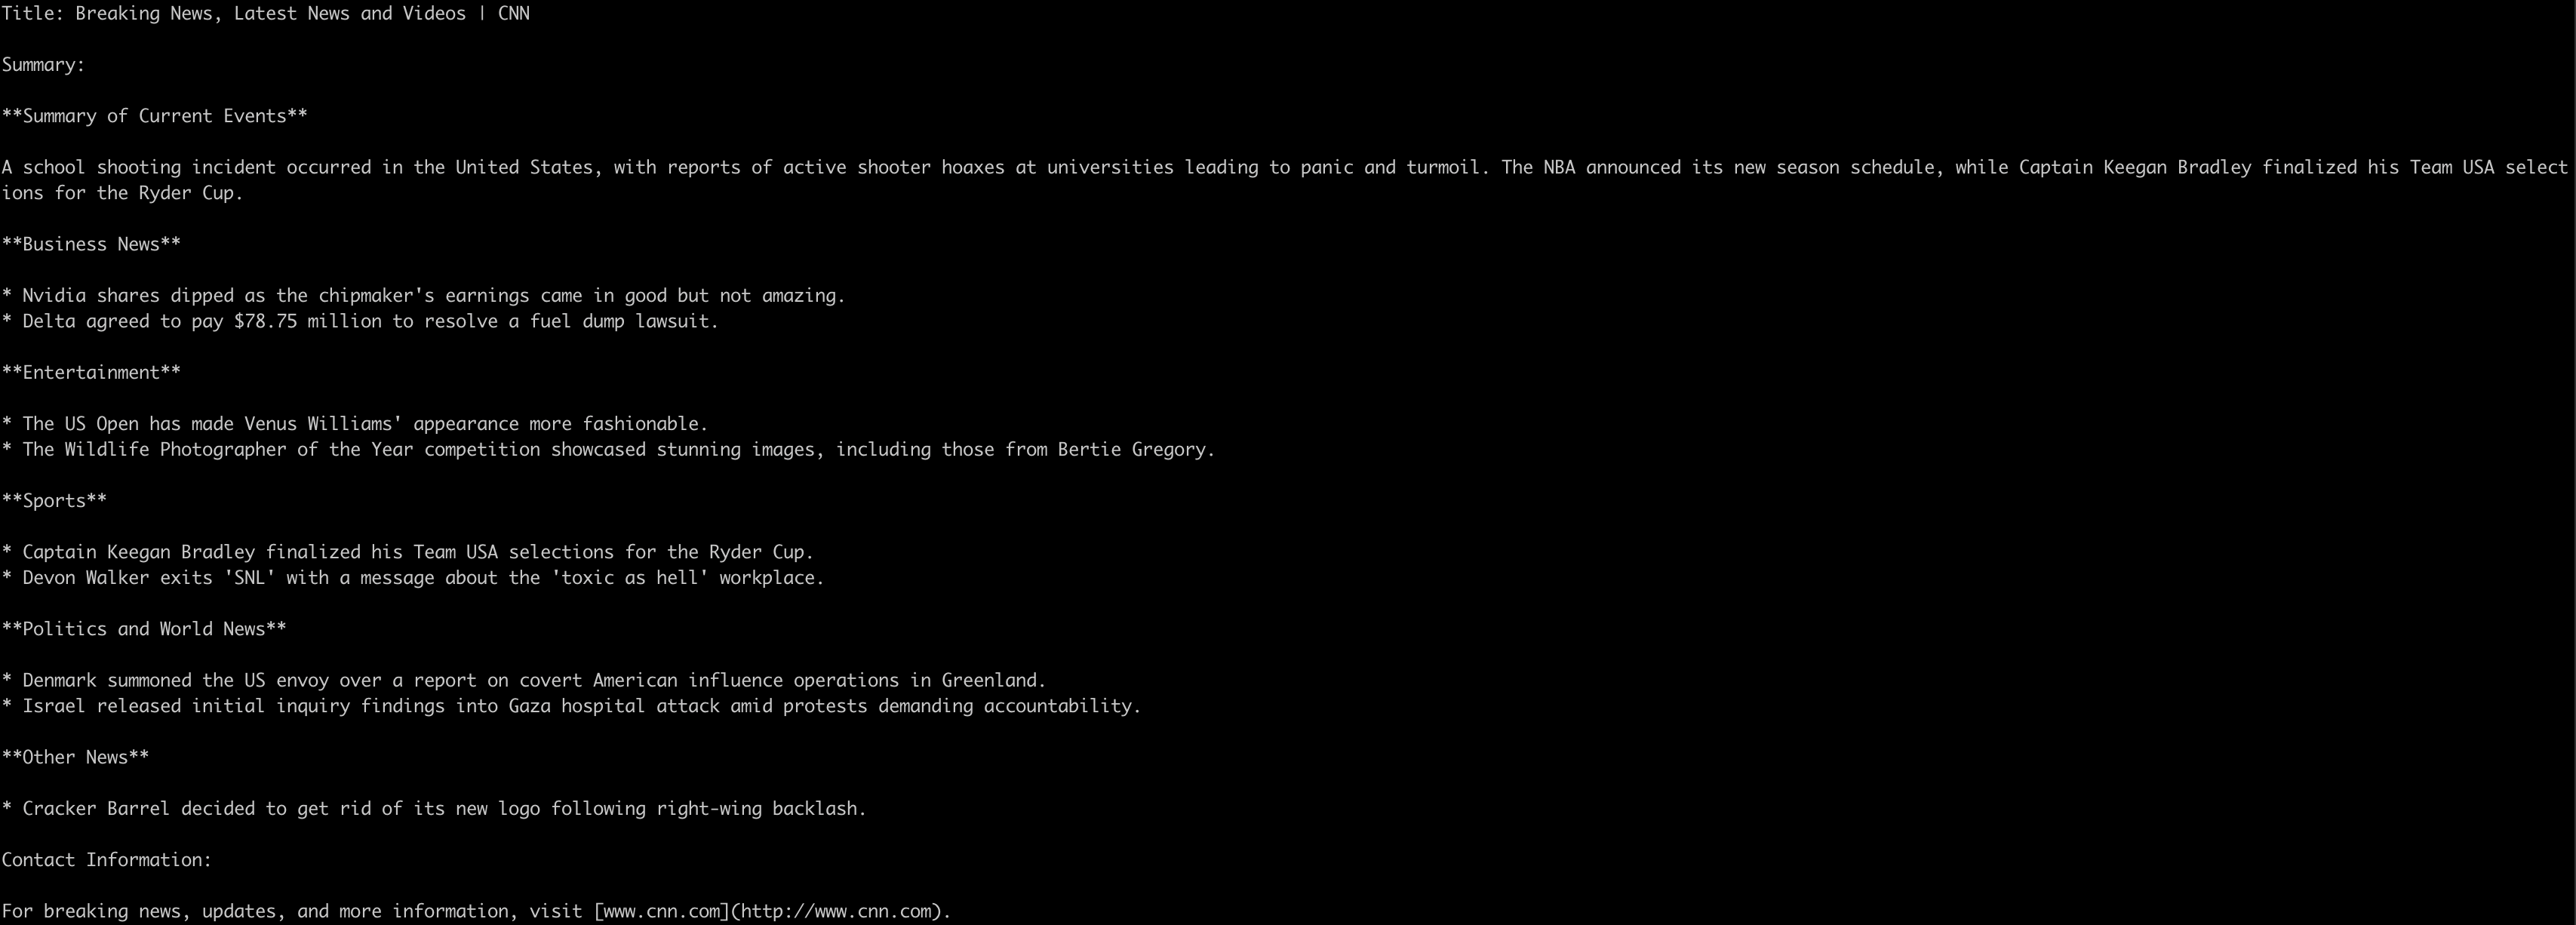 Title: Breaking News, Latest News and Videos | CNN
Summary:
**Summary of Current Events**
A school shooting incident occurred in the United States, with reports of active shooter hoaxes at universities leading to panic and turmoil. The NBA announced its new season schedule, while Captain Keegan Bradley finalized his Team USA select
ions for the Ryder Cup.
**Business News**
* Nvidia shares dipped as the chipmaker's earnings came in good but not amazing.
* Delta agreed to pay $78.75 million to resolve a fuel dump lawsuit.
**Entertainment**
* The US Open has made Venus Williams' appearance more fashionable.
* The Wildlife Photographer of the Year competition showcased stunning images, including those from Bertie Gregory.
**Sports**
* Captain Keegan Bradley finalized his Team USA selections for the Ryder Cup.
* Devon Walker exits 'SNL' with a message about the 'toxic as hell' workplace.
**Politics and World News**
* Denmark summoned the US envoy over a report on covert American influence operations in Greenland.
* Israel released initial inquiry findings into Gaza hospital attack amid protests demanding accountability.
**Other News**
* Cracker Barrel decided to get rid of its new logo following right-wing backlash.
Contact Information:
For breaking news, updates, and more information, visit [www.cnn.com](http://www.cnn.com).